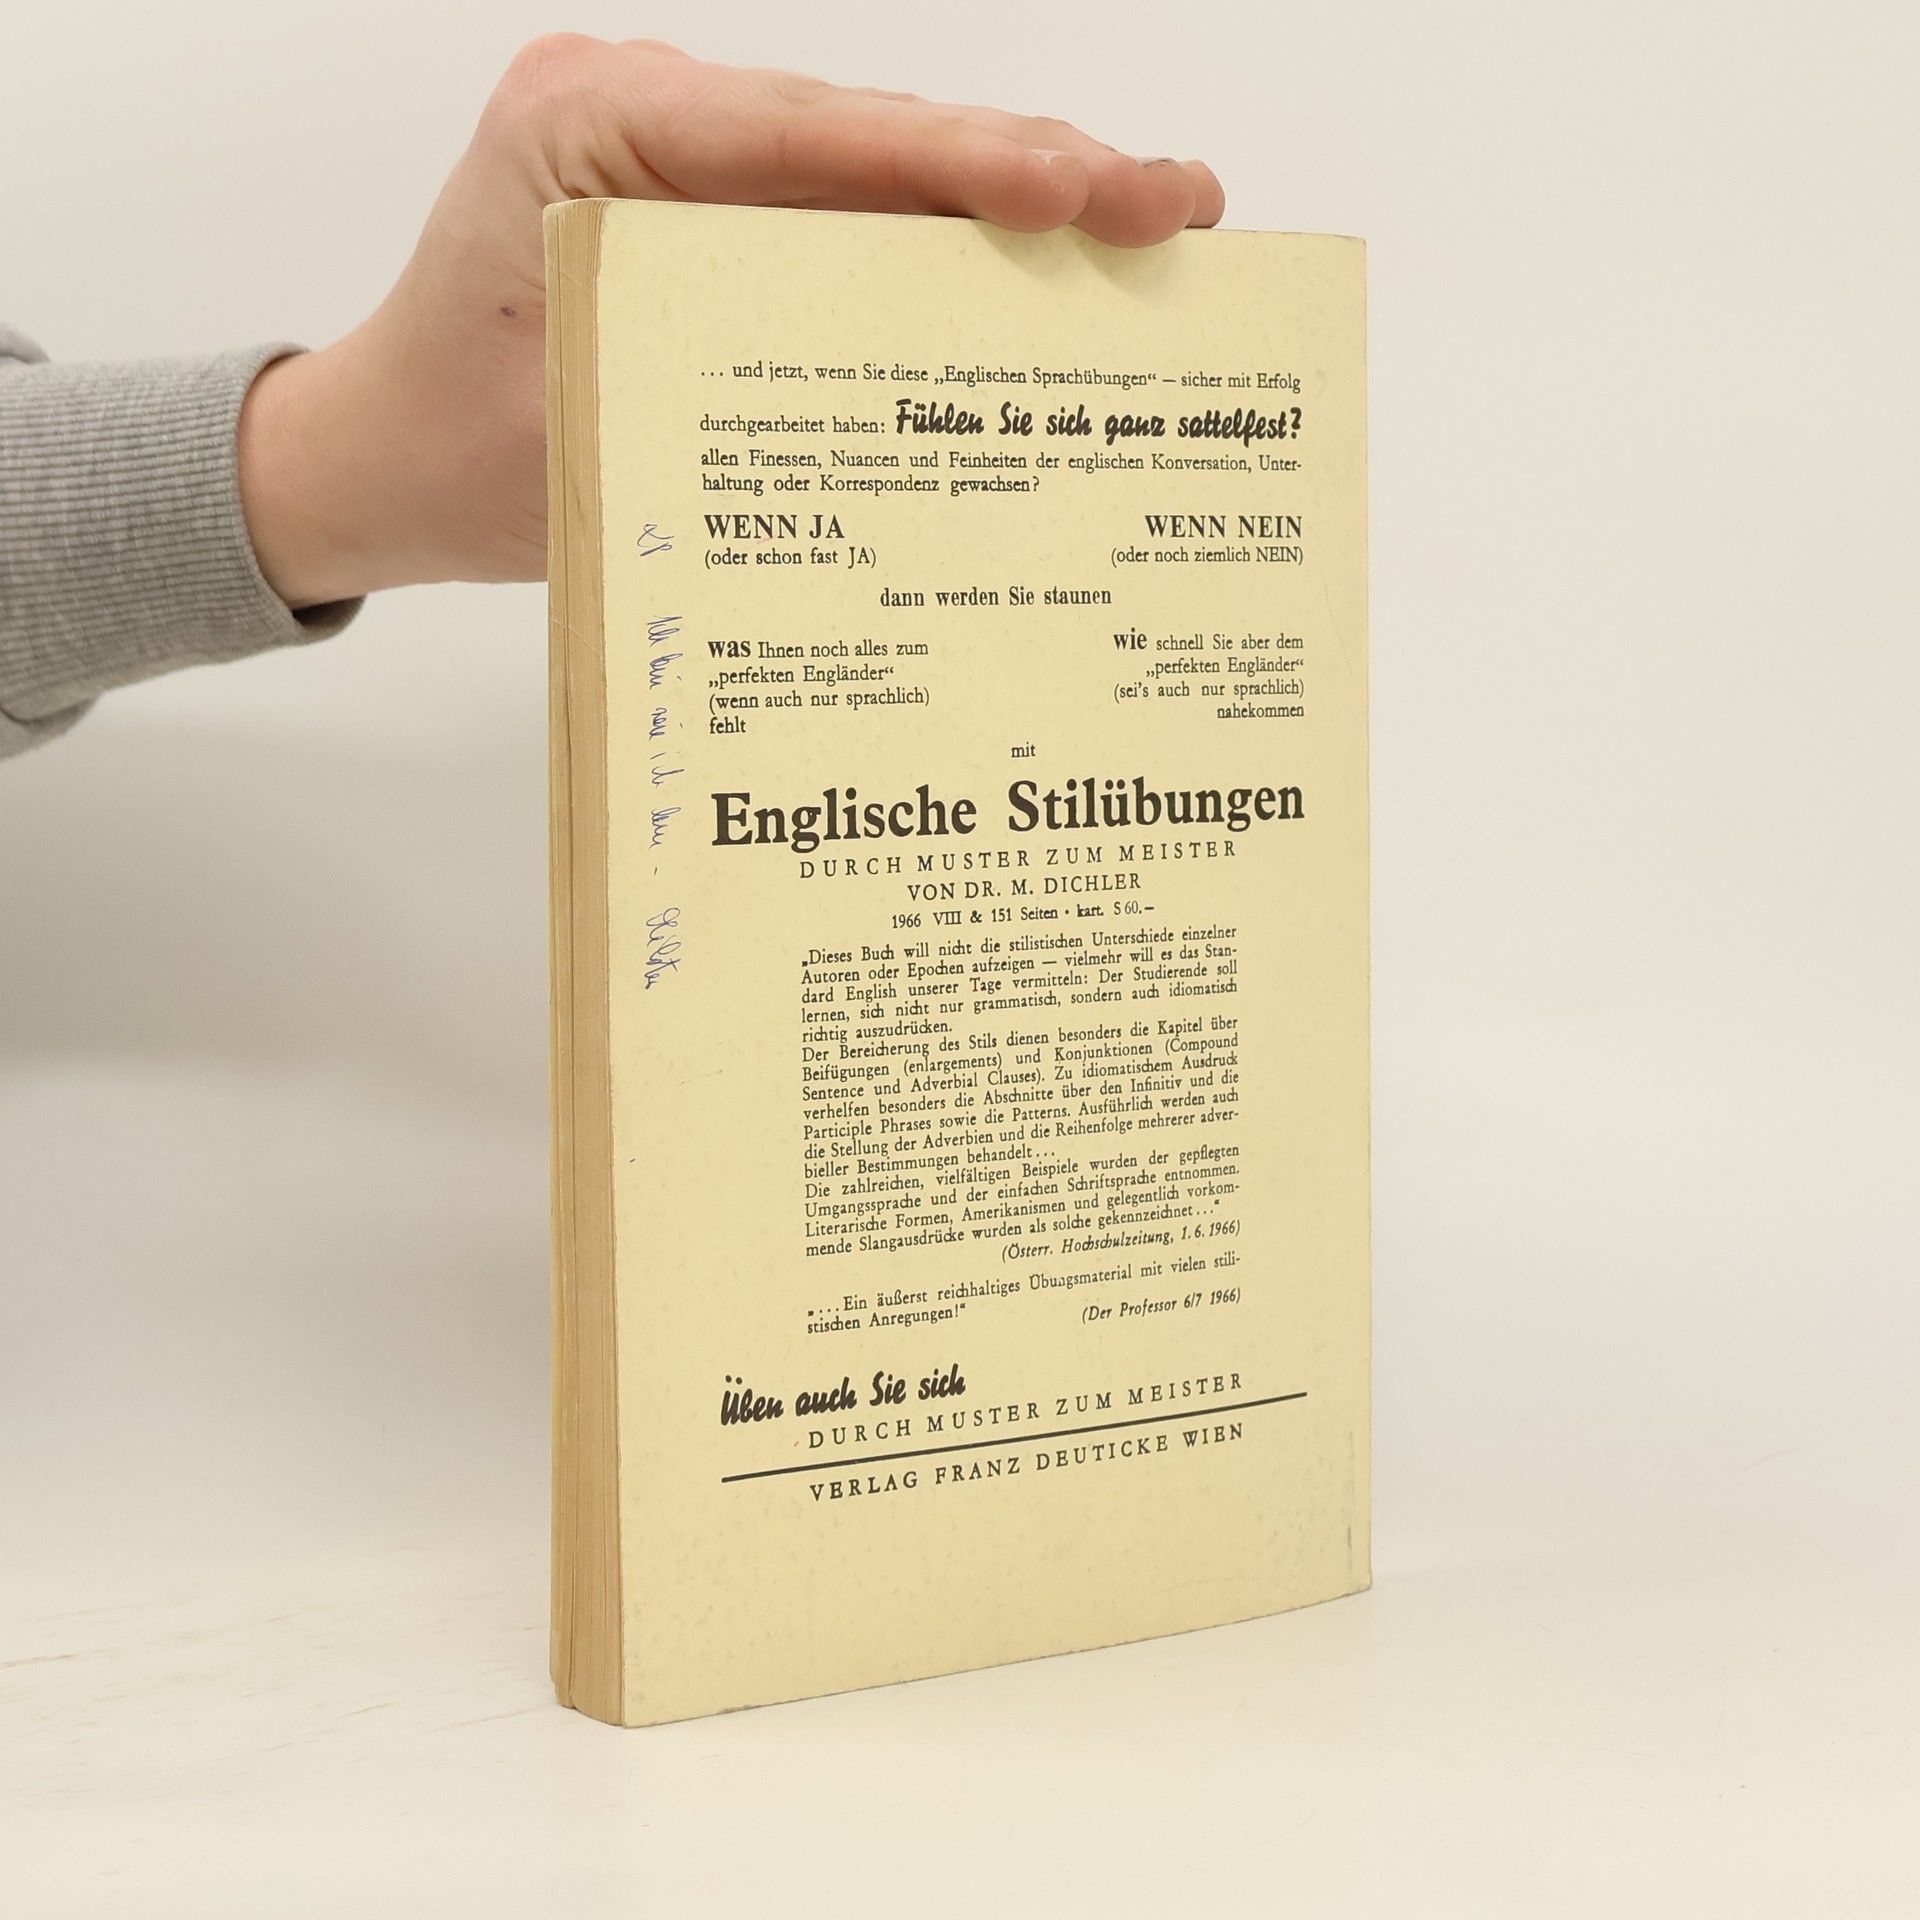 ... und jetzt, wenn Sie diese „Englischen Sprachübungen“ — sicher mit Erfolg
durchgearbeitet haben: Fühlen Sie sich ganz sattelfest?
allen Finessen, Nuancen und Feinheiten der englischen Konversation, Unter-
haltung oder Korrespondenz gewachsen?
WENN JA
(oder schon fast JA)
WENN NEIN
(oder noch ziemlich NEIN)
dann werden Sie staunen
was Ihnen noch alles zum
„perfekten Engländer“
(wenn auch nur sprachlich)
fehlt
wie schnell Sie aber dem
„perfekten Engländer“
(sei's auch nur sprachlich)
nahekommen
mit
Englische Stilübungen
DURCH MUSTER ZUM MEISTER
VON DR. M. DICHLER
1966 VIII & 151 Seiten • kart. S 60.—
„Dieses Buch will nicht die stilistischen Unterschiede einzelner
Autoren oder Epochen aufzeigen — vielmehr will es das Stan-
dard English unserer Tage vermitteln: Der Studierende soll
lernen, sich nicht nur grammatisch, sondern auch idiomatisch
richtig auszudrücken.
Der Bereicherung des Stils dienen besonders die Kapitel über
Beifügungen (enlargements) und Konjunktionen (Compound
Sentence und Adverbial Clauses). Zu idiomatischem Ausdruck
verhelfen besonders die Abschnitte über den Infinitiv und die
Participle Phrases sowie die Patterns. Ausführlich werden auch
die Stellung der Adverbien und die Reihenfolge mehrerer adver-
bieller Bestimmungen behandelt...
Die zahlreichen, vielfältigen Beispiele wurden der gepflegten
Umgangssprache und der einfachen Schriftsprache entnommen.
Literarische Formen, Amerikanismen und gelegentlich vorkom-
mende Slangausdrücke wurden als solche gekennzeichnet...“
(Österr. Hochschulzeitung, 1.6.1966)
„...Ein äußerst reichhaltiges Übungsmaterial mit vielen stili-
stischen Anregungen!“ (Der Professor 6/7 1966)
Üben auch Sie sich
DURCH MUSTER ZUM MEISTER
VERLAG FRANZ DEUTICKE WIEN